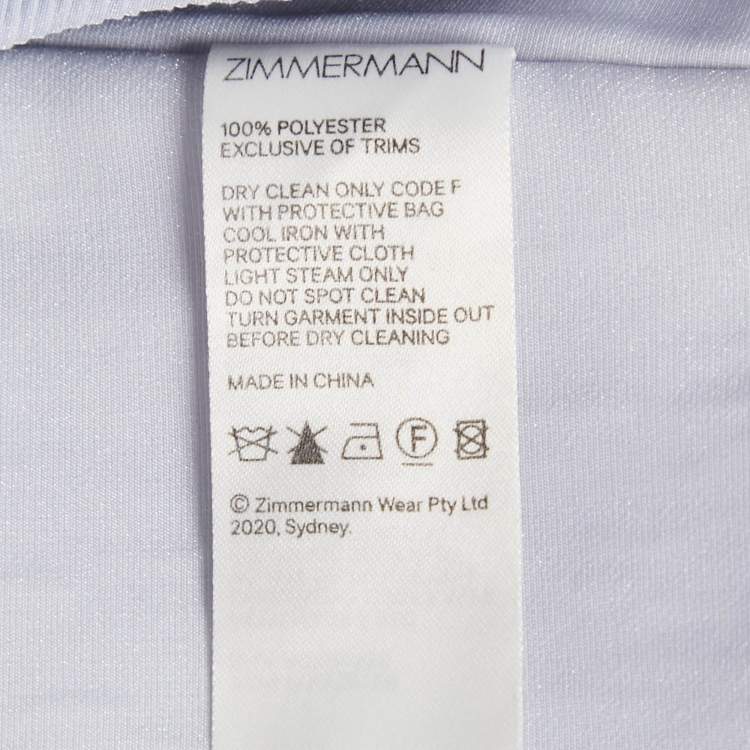 ZIMMERMANN
100% POLYESTER
EXCLUSIVE OF TRIMS
DRY CLEAN ONLY CODE F
WITH PROTECTIVE BAG
COOL IRON WITH
PROTECTIVE CLOTH
LIGHT STEAM ONLY
DO NOT SPOT CLEAN
TURN GARMENT INSIDE OUT
BEFORE DRY CLEANING
MADE IN CHINA
F
© Zimmermann Wear Pty Ltd
2020, Sydney.